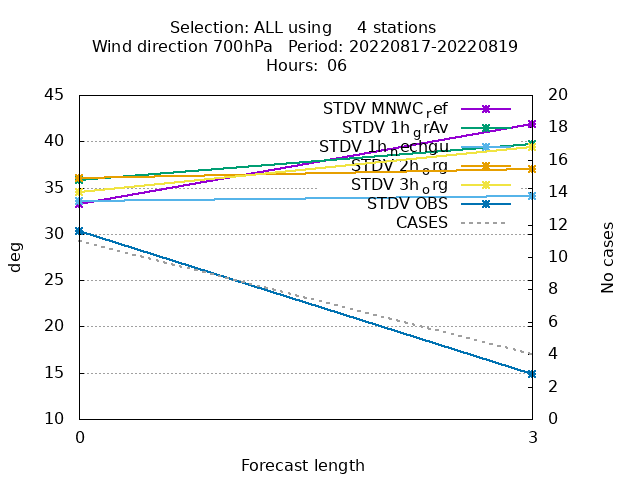 Selection: ALL using 4 stations
Wind direction 700hPa Period: 20220817-20220819
Hours: 06
45
40
35
30
25
20
15
10
deg
STDV MNWC_ref
STDV 1h_grAv
STDV 1h_nechgu
STDV 2h_org
STDV 3h_org
STDV OBS
CASES
20
18
16
14
12
10
8
6
4
2
0
No cases
0 3
Forecast length